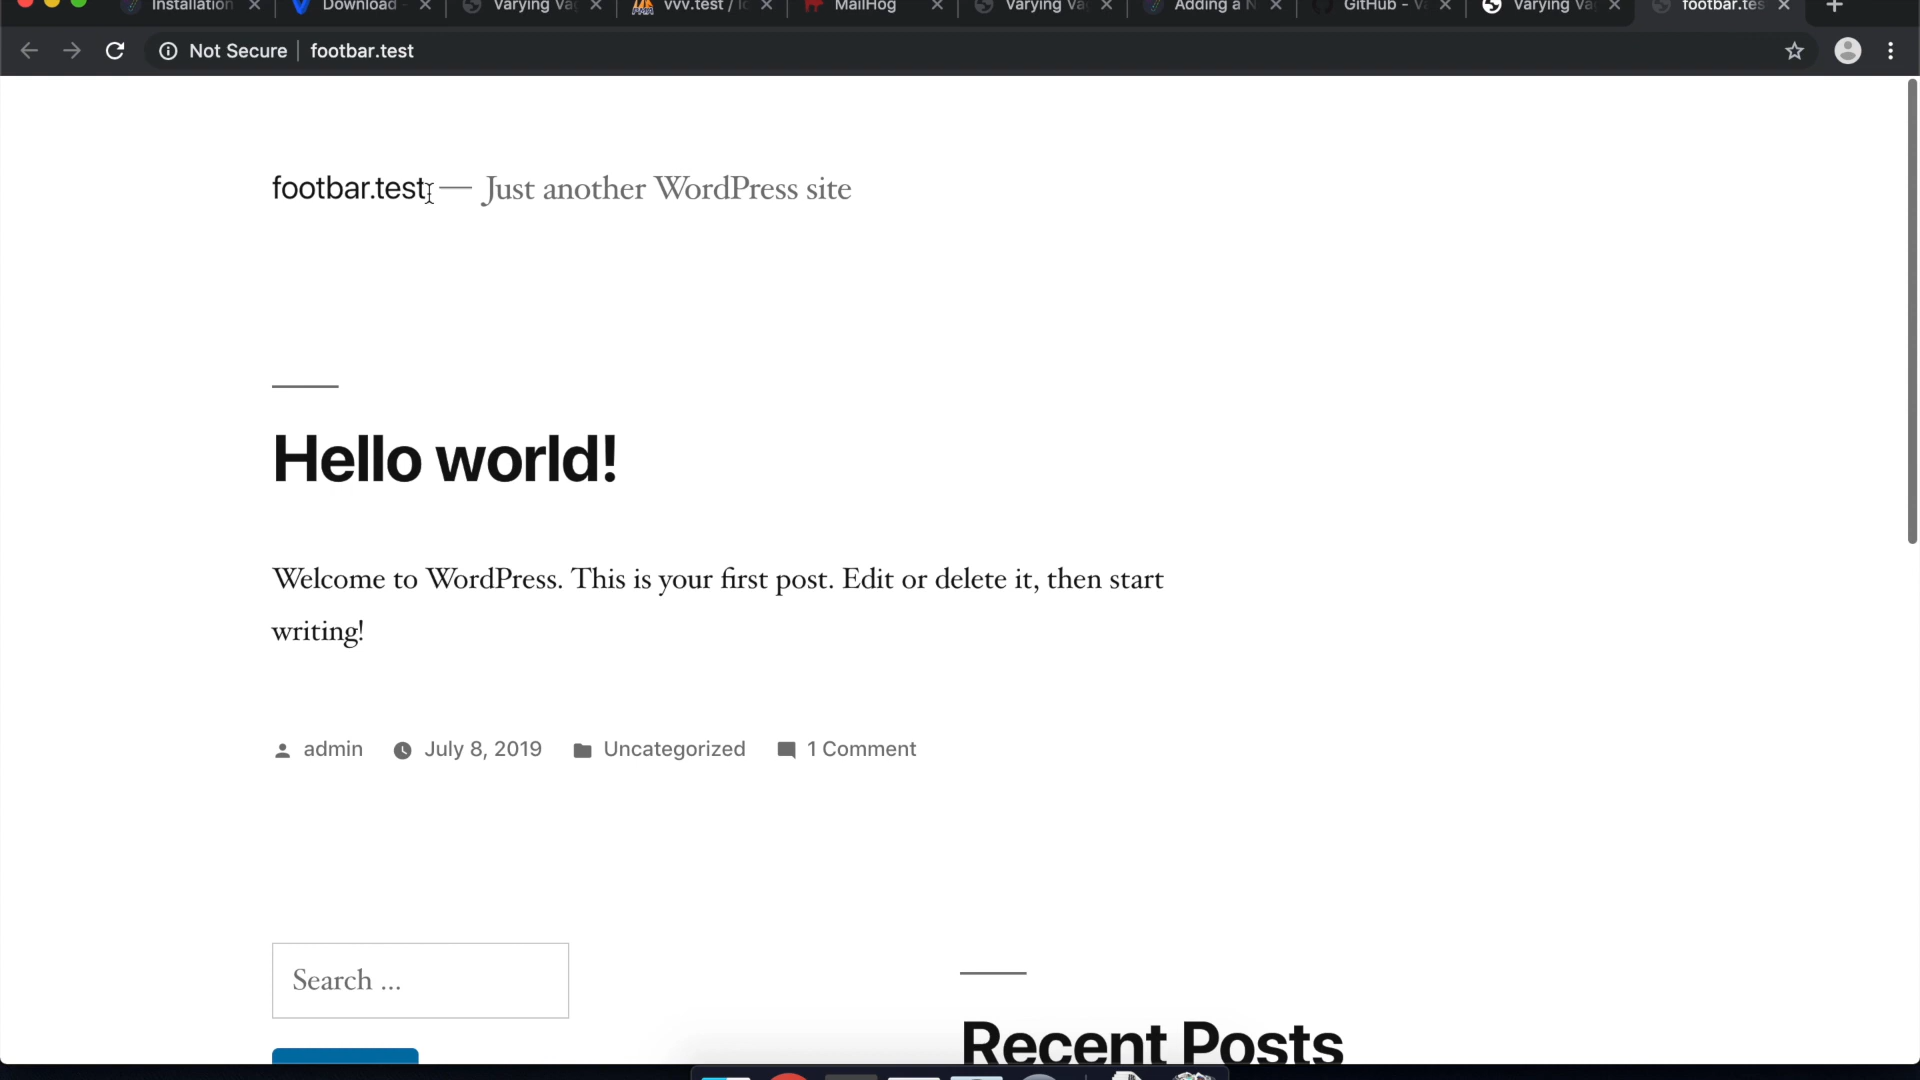 Installation
Download -
Varying Va
vvv.test /
MailHog
Varying Va
Adding a N
GitHub - Va
Varying Va
footbar.tes
Not Secure
footbar.test
footbar.test — Just another WordPress site
Hello world!
Welcome to WordPress. This is your first post. Edit or delete it, then start
writing!
admin July 8, 2019 Uncategorized 1 Comment
Search ...
Recent Posts